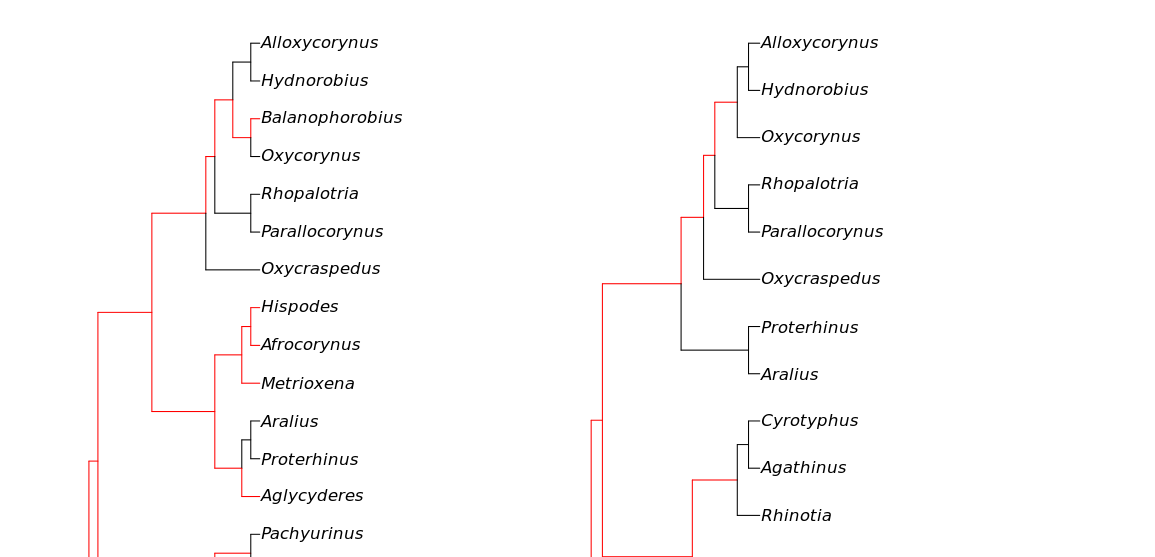 Alloxycorynus
Hydnorobius
Balanophorobius
Oxycorynus
Rhopalotria
Parallocorynus
Oxycraspedus
Hispodes
Afrocorynus
Metrioxena
Aralius
Proterhinus
Aglycyderes
Pachyurinus
Alloxycorynus
Hydnorobius
Oxycorynus
Rhopalotria
Parallocorynus
Oxycraspedus
Proterhinus
Aralius
Cyrotyphus
Agathinus
Rhinotia